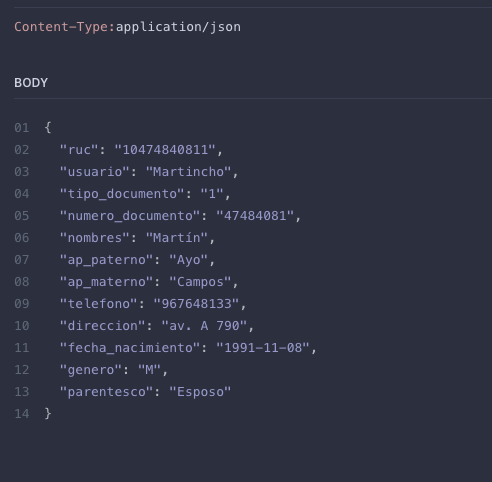 Content-Type:application/json
BODY
01 {
02 "ruc": "10474840811",
03 "usuario": "Martincho",
04 "tipo_documento": "1",
05 "numero_documento": "47484081",
06 "nombres": "Martín",
07 "ap_paterno": "Ayo",
08 "ap_materno": "Campos",
09 "telefono": "967648133",
10 "direccion": "av. A 790",
11 "fecha_nacimiento": "1991-11-08",
12 "genero": "M",
13 "parentesco": "Esposo"
14 }